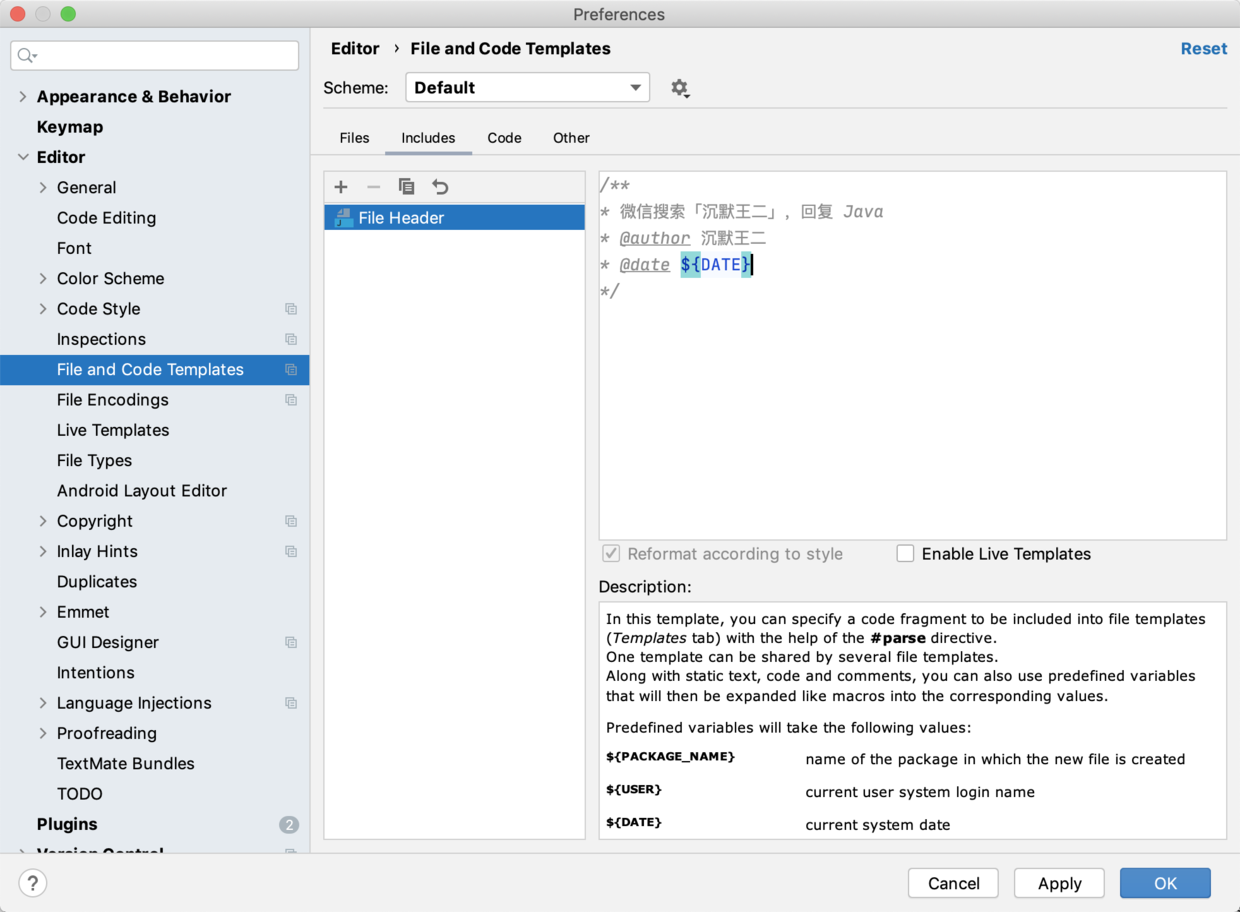 Preferences
Appearance & Behavior
Keymap
Editor
General
Code Editing
Font
Color Scheme
Code Style
Inspections
File and Code Templates
File Encodings
Live Templates
File Types
Android Layout Editor
Copyright
Inlay Hints
Duplicates
Emmet
GUI Designer
Intentions
Language Injections
Proofreading
TextMate Bundles
TODO
Plugins 2
Version Control
Editor › File and Code Templates Reset
Scheme: Default
Files Includes Code Other
File Header
/**
* 微信搜索「沉默王二」，回复 Java
* @author 沉默王二
* @date ${DATE}
*/
Reformat according to style Enable Live Templates
Description:
In this template, you can specify a code fragment to be included into file templates
(Templates tab) with the help of the #parse directive.
One template can be shared by several file templates.
Along with static text, code and comments, you can also use predefined variables
that will then be expanded like macros into the corresponding values.
Predefined variables will take the following values:
${PACKAGE_NAME} name of the package in which the new file is created
${USER} current user system login name
${DATE} current system date
? Cancel Apply OK